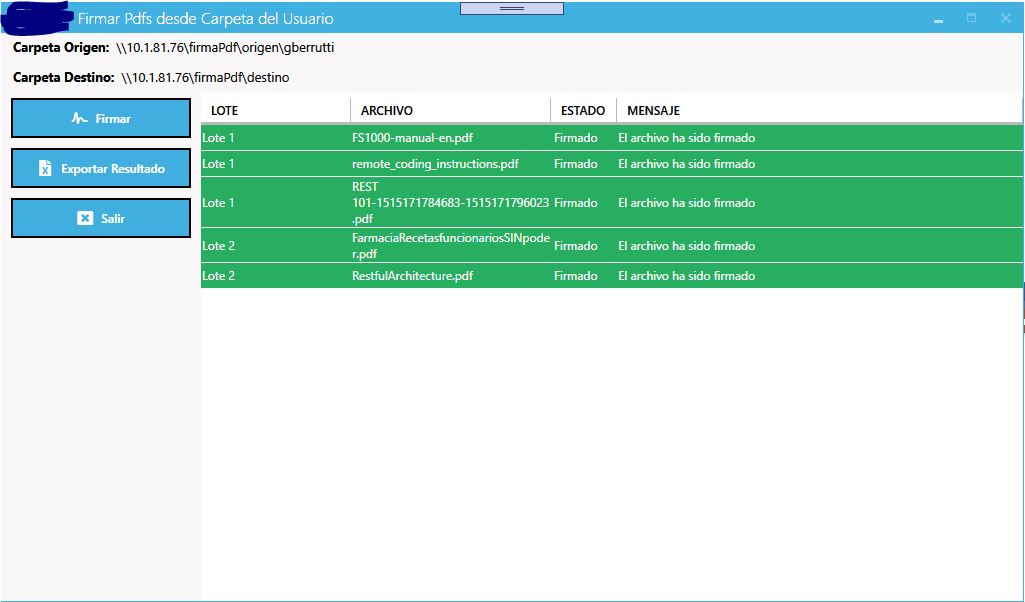 Firmar Pdfs desde Carpeta del Usuario
Carpeta Origen: \\10.1.81.76\firmaPdf\origen\gberrutti
Carpeta Destino: \\10.1.81.76\firmaPdf\destino
Firmar
Exportar Resultado
Salir
LOTE ARCHIVO ESTADO MENSAJE
Lote 1 FS1000-manual-en.pdf Firmado El archivo ha sido firmado
Lote 1 remote_coding_instructions.pdf Firmado El archivo ha sido firmado
REST
Lote 1 101-1515171784683-1515171796023 Firmado El archivo ha sido firmado
.pdf
FarmaciaRecetasfuncionariosSINpode
Lote 2 r.pdf Firmado El archivo ha sido firmado
Lote 2 RestfulArchitecture.pdf Firmado El archivo ha sido firmado